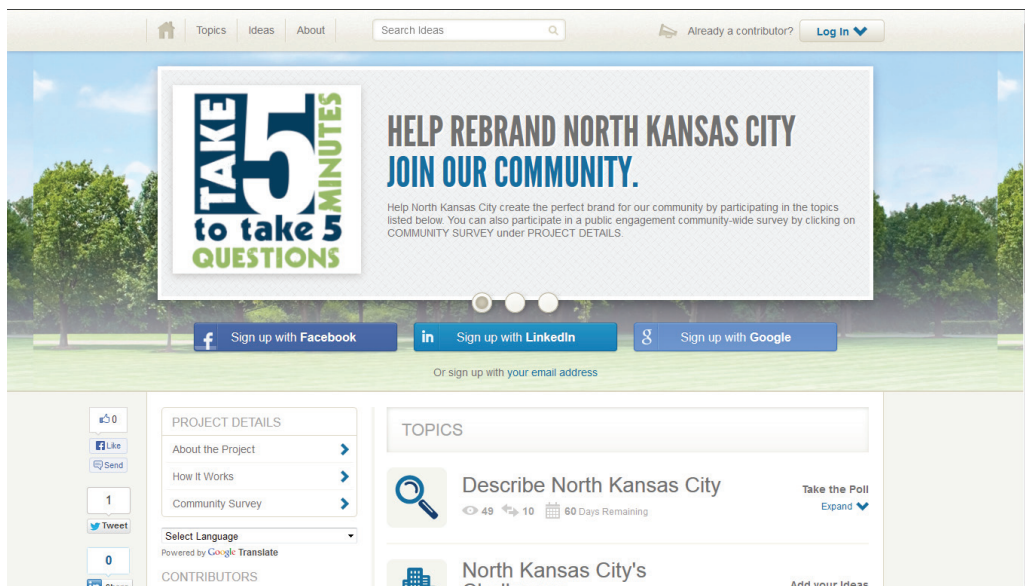 Topics
Ideas
About
Search Ideas
Already a contributor?
Log In
TAKE
5
MINUTES
to take 5
QUESTIONS
HELP REBRAND NORTH KANSAS CITY
JOIN OUR COMMUNITY.
Help North Kansas City create the perfect brand for our community by participating in the topics
listed below. You can also participate in a public engagement community-wide survey by clicking on
COMMUNITY SURVEY under PROJECT DETAILS.
f Sign up with Facebook
in Sign up with LinkedIn
g Sign up with Google
Or sign up with your email address
0
Like
Send
1
Tweet
0
in Share
PROJECT DETAILS
About the Project
How It Works
Community Survey
Select Language
Powered by Google Translate
CONTRIBUTORS
TOPICS
Describe North Kansas City
49 10 60 Days Remaining
Take the Poll
Expand
North Kansas City's
Add your Ideas